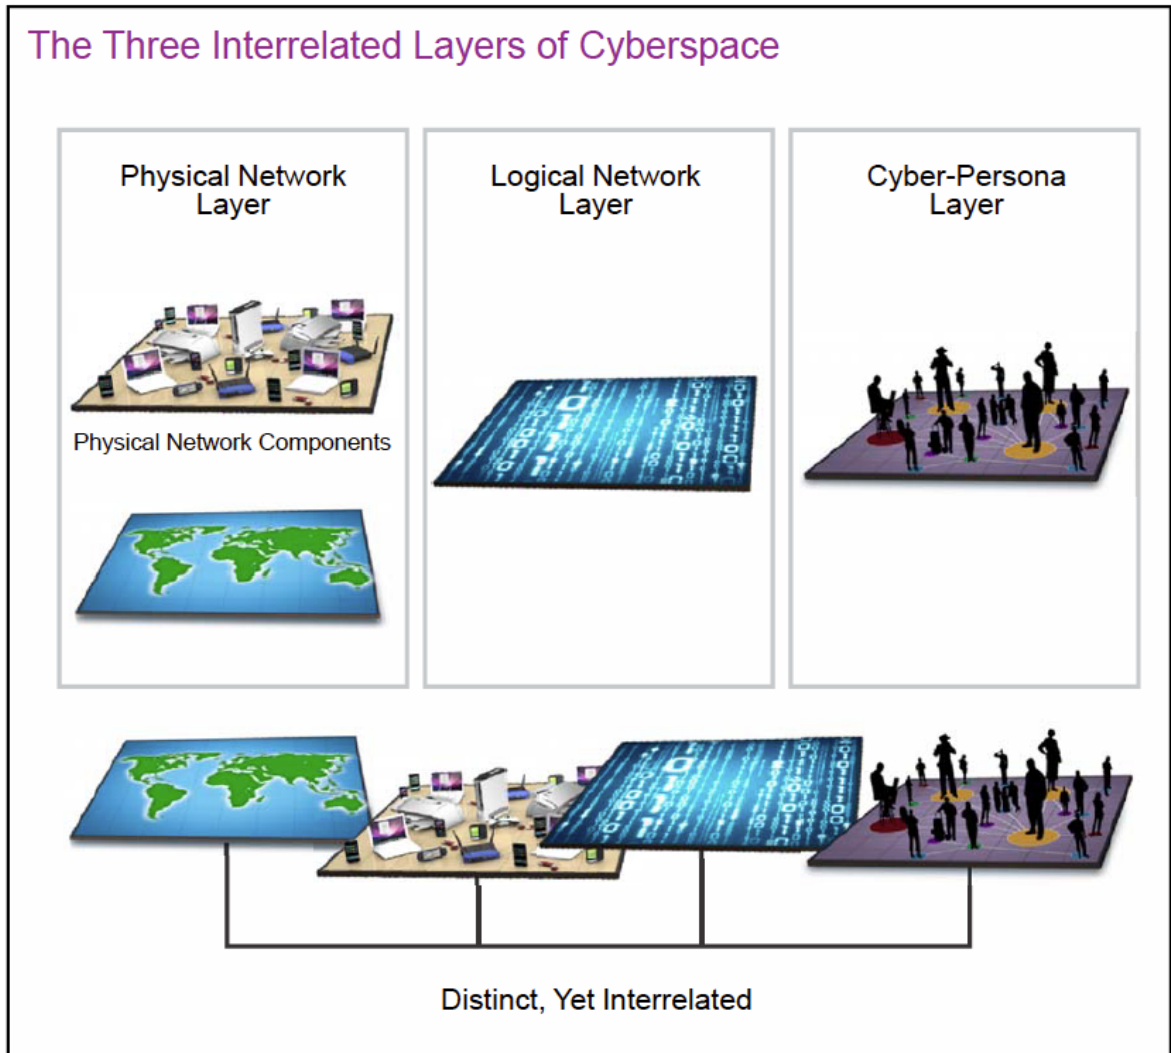 The Three Interrelated Layers of Cyberspace
Physical Network
Layer
Logical Network
Layer
Cyber-Persona
Layer
Physical Network Components
Distinct, Yet Interrelated